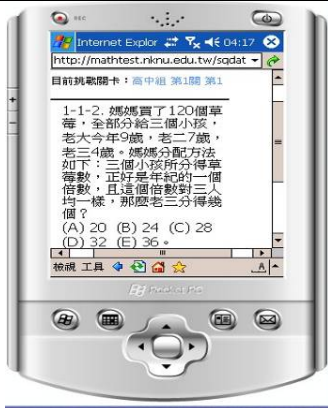 REC
Internet Explor 04:17
http://mathtest.nknu.edu.tw/sqdat
目前挑戰關卡：高中組 第1關 第1
1-1-2. 媽媽買了120個草
莓，全部分給三個小孩，
老大今年9歲，老二7歲，
老三4歲。媽媽分配方法
如下：三個小孩所分得草
莓數，正好是年紀的一個
倍數，且這個倍數對三人
均一樣，那麼老三分得幾
個？
(A) 20 (B) 24 (C) 28
(D) 32 (E) 36。
檢視 工具
Pocket PC